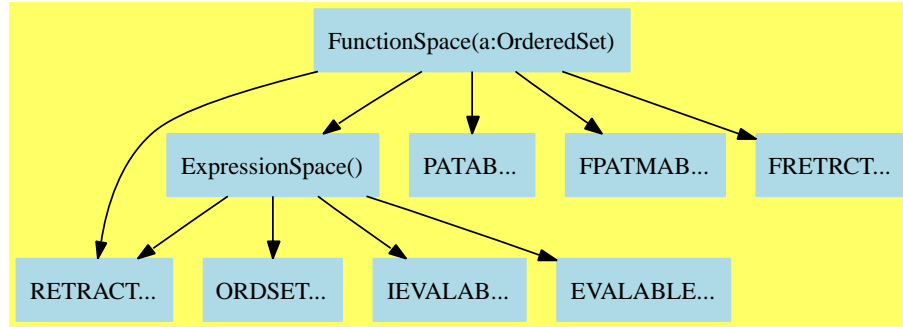 FunctionSpace(a:OrderedSet)
ExpressionSpace()
PATAB...
FPATMAB...
FRETRCT...
RETRACT...
ORDSET...
IEVALAB...
EVALABLE...